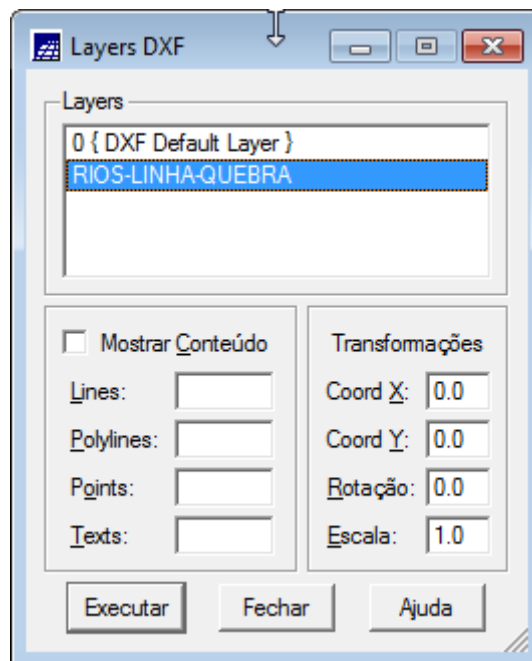 Layers DXF
Layers
0 { DXF Default Layer }
RIOS-LINHA-QUEBRA
Mostrar Conteúdo
Lines:
Polylines:
Points:
Texts:
Transformações
Coord X: 0.0
Coord Y: 0.0
Rotação: 0.0
Escala: 1.0
Executar Fechar Ajuda